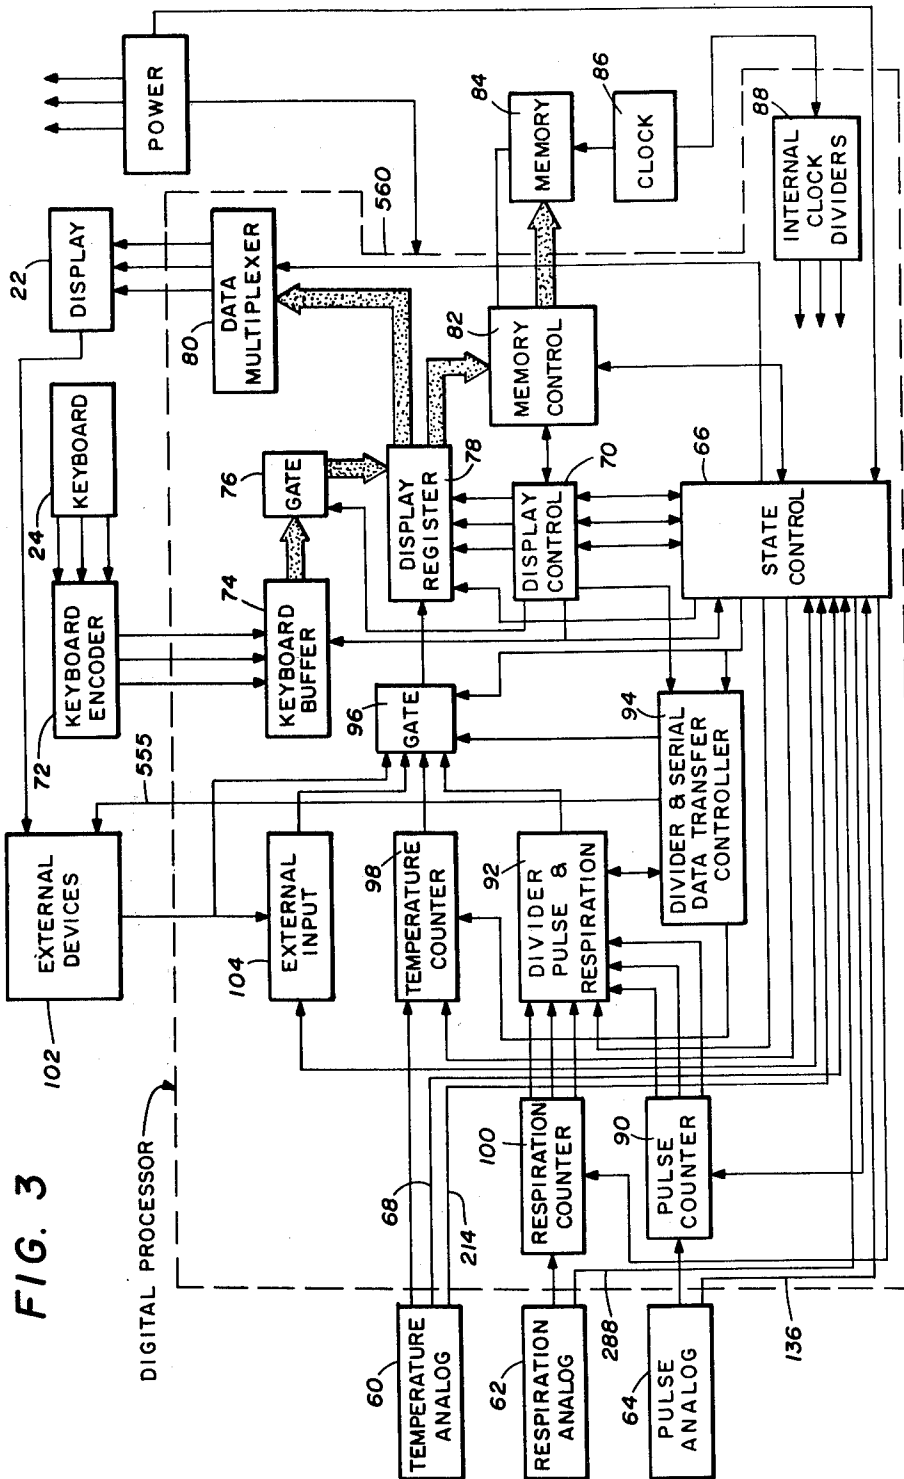 FIG. 3
DIGITAL PROCESSOR
102
EXTERNAL
DEVICES
555
72
KEYBOARD
ENCODER
24
KEYBOARD
22
DISPLAY
POWER
104
EXTERNAL
INPUT
74
KEYBOARD
BUFFER
76
GATE
80
DATA
MULTIPLEXER
560
60
TEMPERATURE
ANALOG
68
214
98
TEMPERATURE
COUNTER
96
GATE
DISPLAY
REGISTER
78
82
MEMORY
CONTROL
84
MEMORY
86
CLOCK
62
RESPIRATION
ANALOG
288
100
RESPIRATION
COUNTER
92
DIVIDER
PULSE &
RESPIRATION
DISPLAY
CONTROL
70
64
PULSE
ANALOG
136
90
PULSE
COUNTER
94
DIVIDER & SERIAL
DATA TRANSFER
CONTROLLER
66
STATE
CONTROL
88
INTERNAL
CLOCK
DIVIDERS